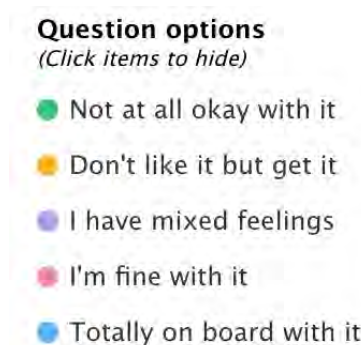 Question options
(Click items to hide)
Not at all okay with it
Don't like it but get it
I have mixed feelings
I'm fine with it
Totally on board with it